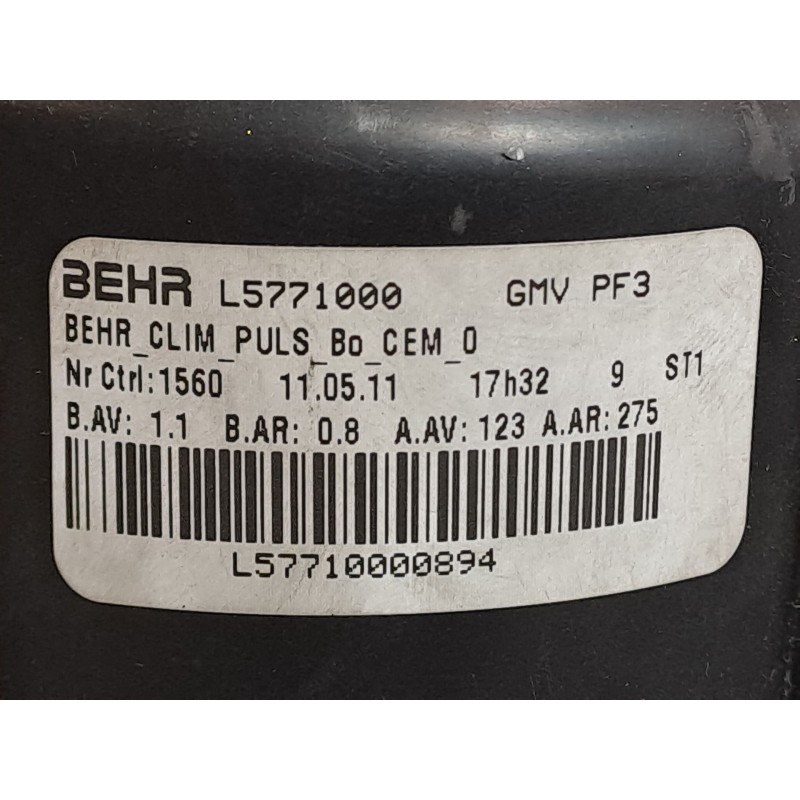 BEHR L5771000 GMV PF3
BEHR_CLIM_PULS_Bo_CEM_0
Nr Ctrl:1560 11.05.11 17h32 9 ST1
B.AV: 1.1 B.AR: 0.8 A.AV: 123 A.AR: 275
L57710000894